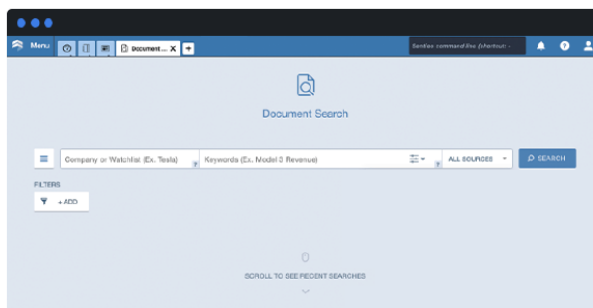 Menu
Document ... X
Sentieo command line (shortcut: -
Document Search
Company or Watchlist (Ex. Tesla)
?
Keywords (Ex. Model 3 Revenue)
?
ALL SOURCES
SEARCH
FILTERS
+ ADD
SCROLL TO SEE RECENT SEARCHES